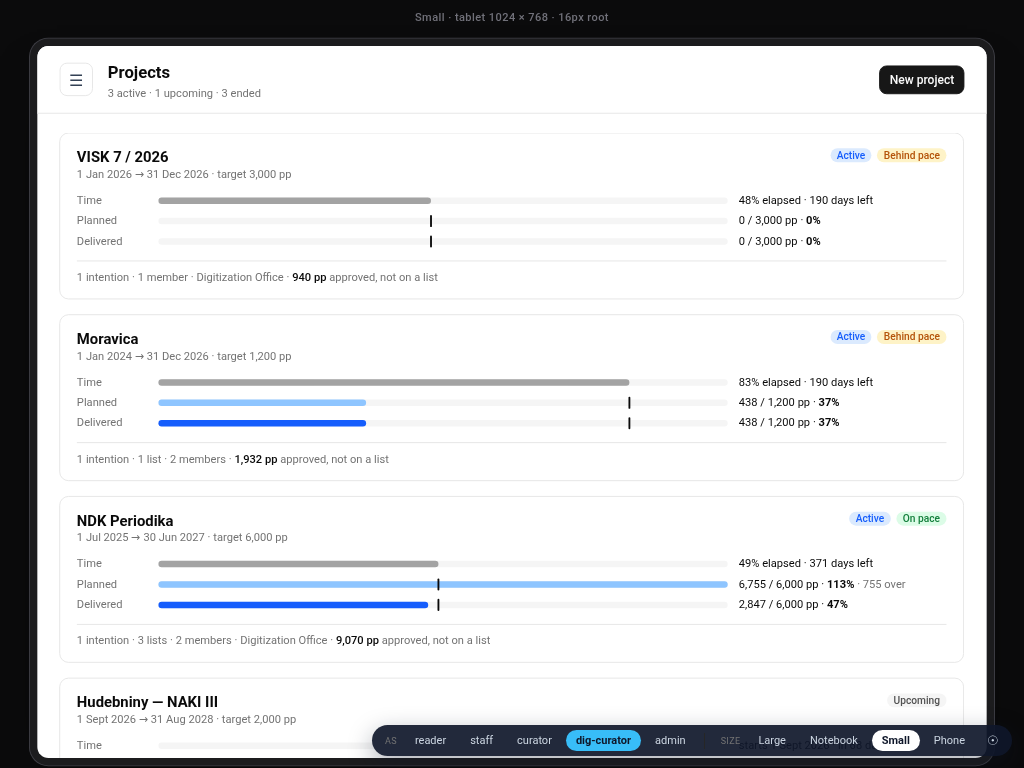 Small · tablet 1024 × 768 · 16px root
Projects
3 active · 1 upcoming · 3 ended
New project
VISK 7 / 2026
Active Behind pace
1 Jan 2026 → 31 Dec 2026 · target 3,000 pp
Time 48% elapsed · 190 days left
Planned 0 / 3,000 pp · 0%
Delivered 0 / 3,000 pp · 0%
1 intention · 1 member · Digitization Office · 940 pp approved, not on a list
Moravica
Active Behind pace
1 Jan 2024 → 31 Dec 2026 · target 1,200 pp
Time 83% elapsed · 190 days left
Planned 438 / 1,200 pp · 37%
Delivered 438 / 1,200 pp · 37%
1 intention · 1 list · 2 members · 1,932 pp approved, not on a list
NDK Periodika
Active On pace
1 Jul 2025 → 30 Jun 2027 · target 6,000 pp
Time 49% elapsed · 371 days left
Planned 6,755 / 6,000 pp · 113% · 755 over
Delivered 2,847 / 6,000 pp · 47%
1 intention · 3 lists · 2 members · Digitization Office · 9,070 pp approved, not on a list
Hudebniny — NAKI III
Upcoming
1 Sept 2026 → 31 Aug 2028 · target 2,000 pp
Time
AS reader staff curator dig-curator admin SIZE Large Notebook Small Phone